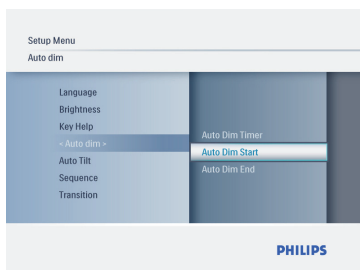 Setup Menu
Auto dim
Language
Brightness
Key Help
< Auto dim >
Auto Tilt
Sequence
Transition
Auto Dim Timer
Auto Dim Start
Auto Dim End
PHILIPS